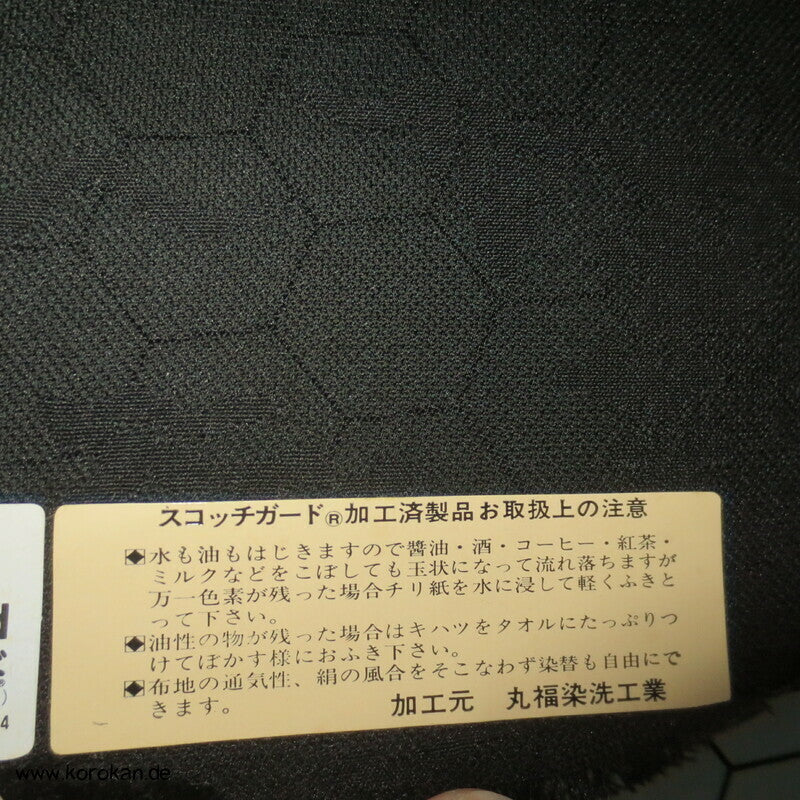 スコッチガード®加工済製品お取扱上の注意
◆水も油もはじきますので醬油・酒・コーヒー・紅茶・
ミルクなどをこぼしても玉状になって流れ落ちますが
万一色素が残った場合チリ紙を水に浸して軽くふきと
って下さい。
◆油性の物が残った場合はキハツをタオルにたっぷりつ
けてぼかす様におふき下さい。
◆布地の通気性、絹の風合をそこなわず染替も自由にで
きます。
加工元 丸福染洗工業
4
www.korokan.de